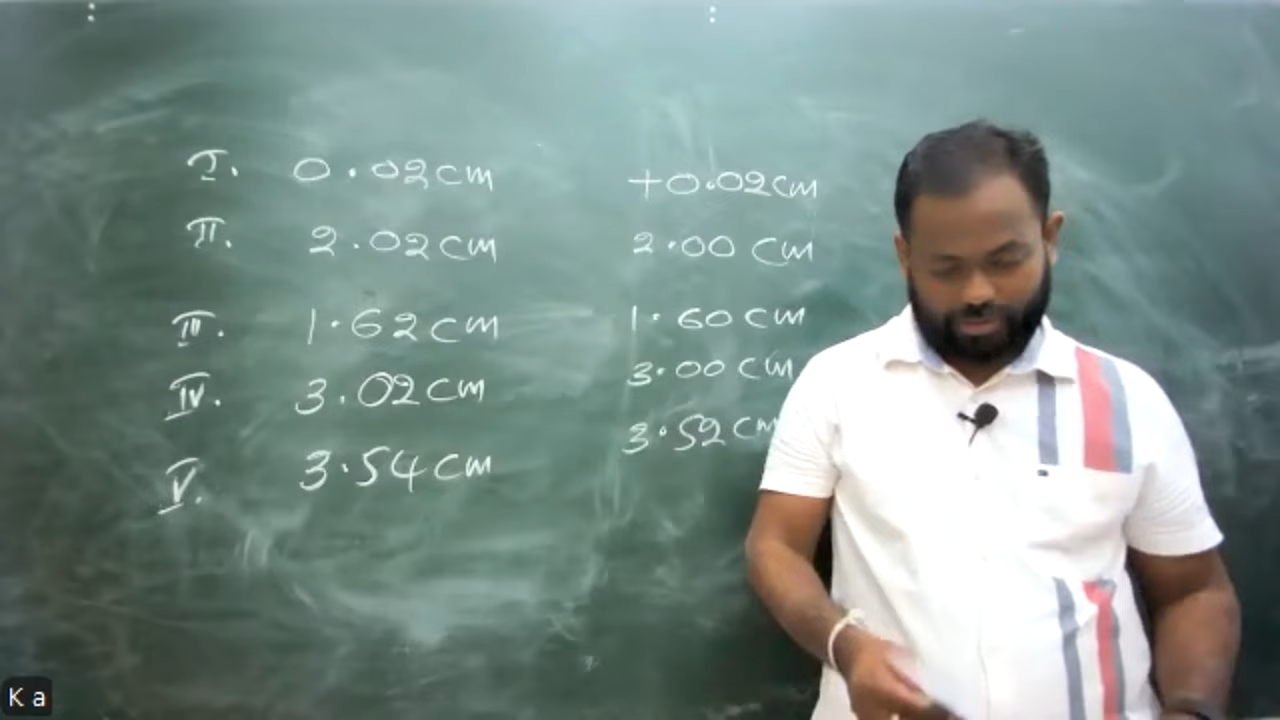 I. 0.02cm +0.02cm
II. 2.02cm 2.00 cm
III. 1.62cm 1.60 cm
IV. 3.02cm 3.00 cm
V. 3.54cm 3.52cm
K a